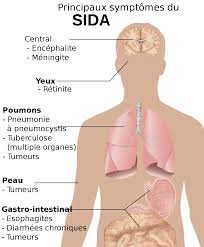 Principaux symptômes du
SIDA
Central
- Encéphalite
- Méningite
Yeux
- Rétinite
Poumons
- Pneumonie
à pneumocystis
- Tuberculose
(multiple organes)
- Tumeurs
Peau
- Tumeurs
Gastro-intestinal
- Esophagites
- Diarrhées chroniques
- Tumeurs